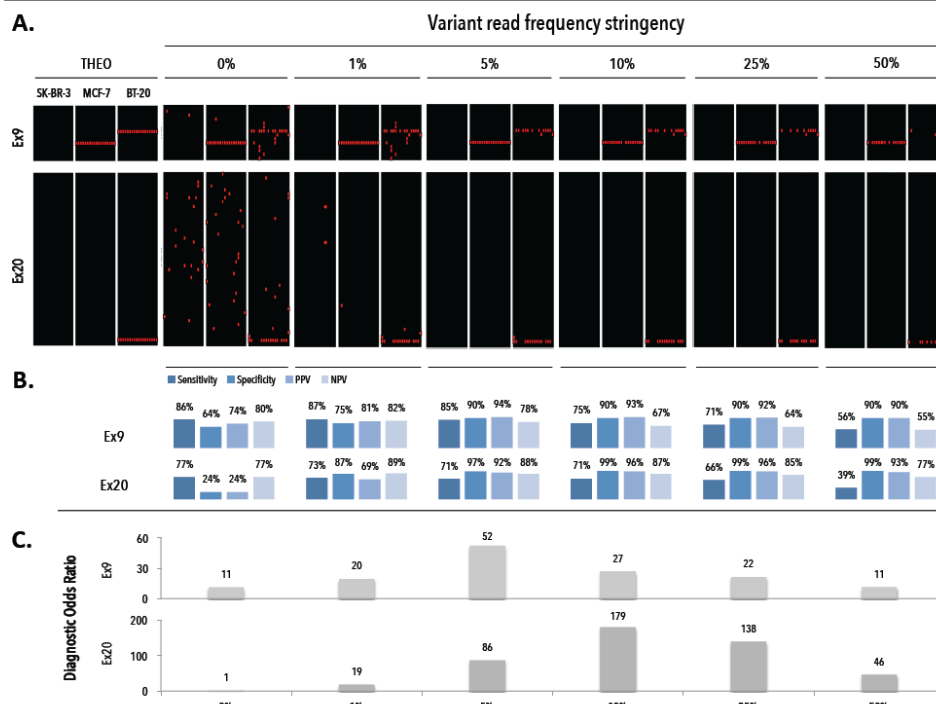 A.
Variant read frequency stringency
THEO 0% 1% 5% 10% 25% 50%
SK-BR-3 MCF-7 BT-20
Ex9
Ex20
B.
Sensitivity Specificity PPV NPV
86% 64% 74% 80% 87% 75% 81% 82% 85% 90% 94% 78% 75% 90% 93% 67% 71% 90% 92% 64% 56% 90% 90% 55%
Ex9
77% 24% 24% 77% 73% 87% 69% 89% 71% 97% 92% 88% 71% 99% 96% 87% 66% 99% 96% 85% 39% 99% 93% 77%
Ex20
C.
Diagnostic Odds Ratio
Ex9
60
30
0
11 20 52 27 22 11
Ex20
200
100
0
1 19 86 179 138 46